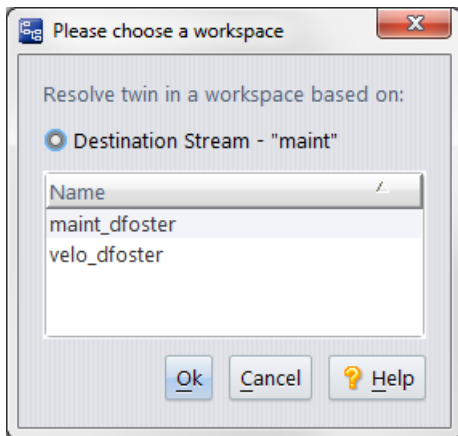 Please choose a workspace
Resolve twin in a workspace based on:
Destination Stream - "maint"
Name
maint_dfoster
velo_dfoster
Ok
Cancel
Help